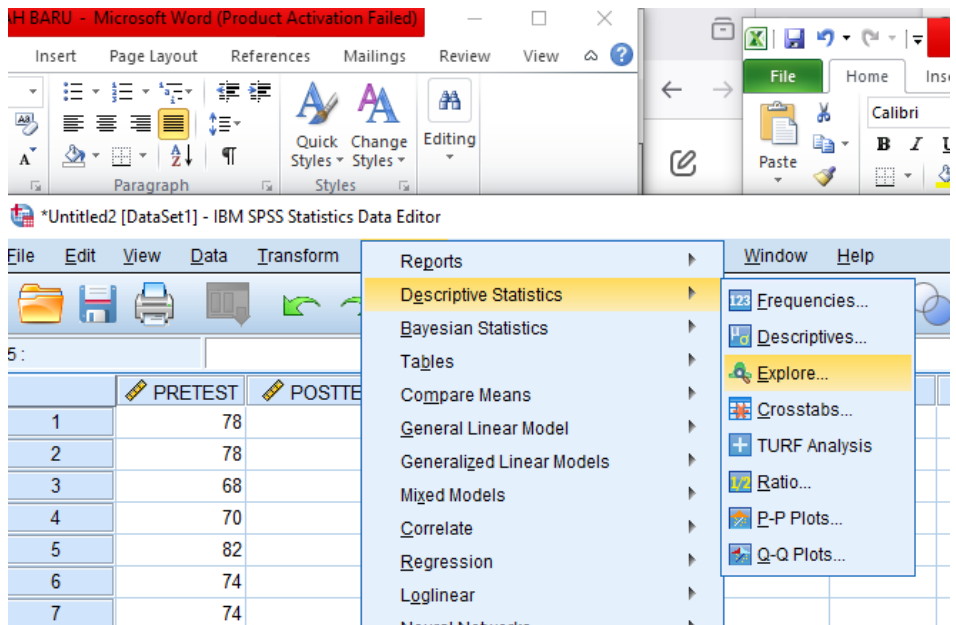 AH BARU - Microsoft Word (Product Activation Failed)
Insert Page Layout References Mailings Review View
File Home Ins
Calibri
Quick Styles Change Styles Editing
Paste
B I U
Paragraph Styles
*Untitled2 [DataSet1] - IBM SPSS Statistics Data Editor
File Edit View Data Transform Window Help
Reports
Descriptive Statistics
Bayesian Statistics
Tables
Compare Means
General Linear Model
Generalized Linear Models
Mixed Models
Correlate
Regression
Loglinear
Neural Networks
Frequencies...
Descriptives...
Explore...
Crosstabs...
TURF Analysis
Ratio...
P-P Plots...
Q-Q Plots...
5 :
PRETEST POSTTE
1 78
2 78
3 68
4 70
5 82
6 74
7 74